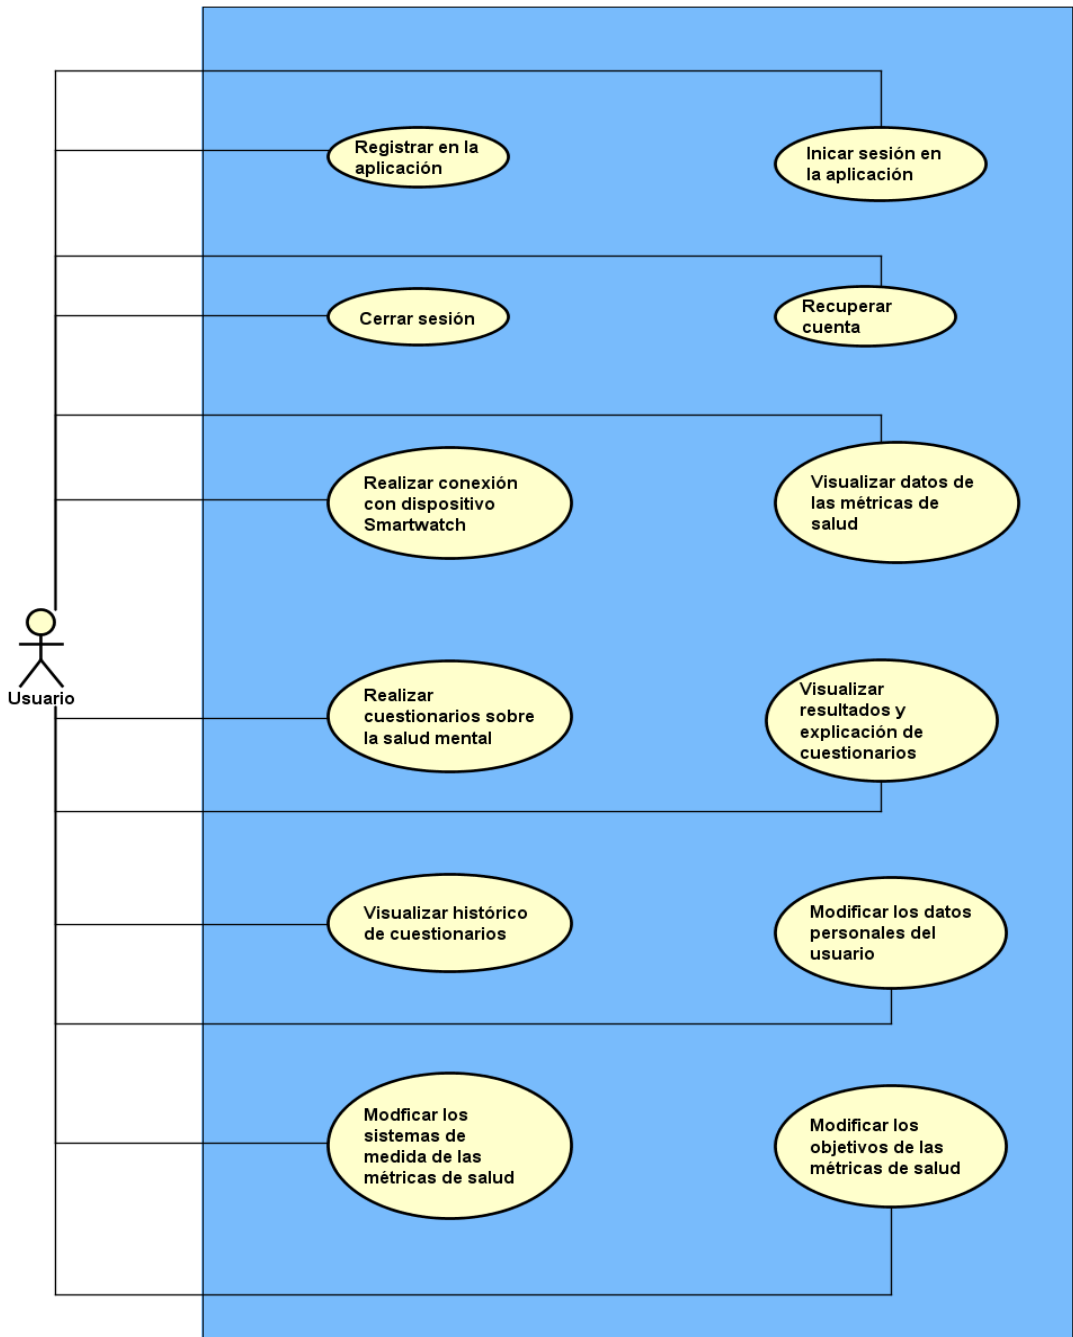 Registrar en la
aplicación
Inicar sesión en
la aplicación
Cerrar sesión
Recuperar
cuenta
Realizar conexión
con dispositivo
Smartwatch
Visualizar datos de
las métricas de
salud
Usuario
Realizar
cuestionarios sobre
la salud mental
Visualizar
resultados y
explicación de
cuestionarios
Visualizar histórico
de cuestionarios
Modificar los datos
personales del
usuario
Modficar los
sistemas de
medida de las
métricas de salud
Modificar los
objetivos de las
métricas de salud